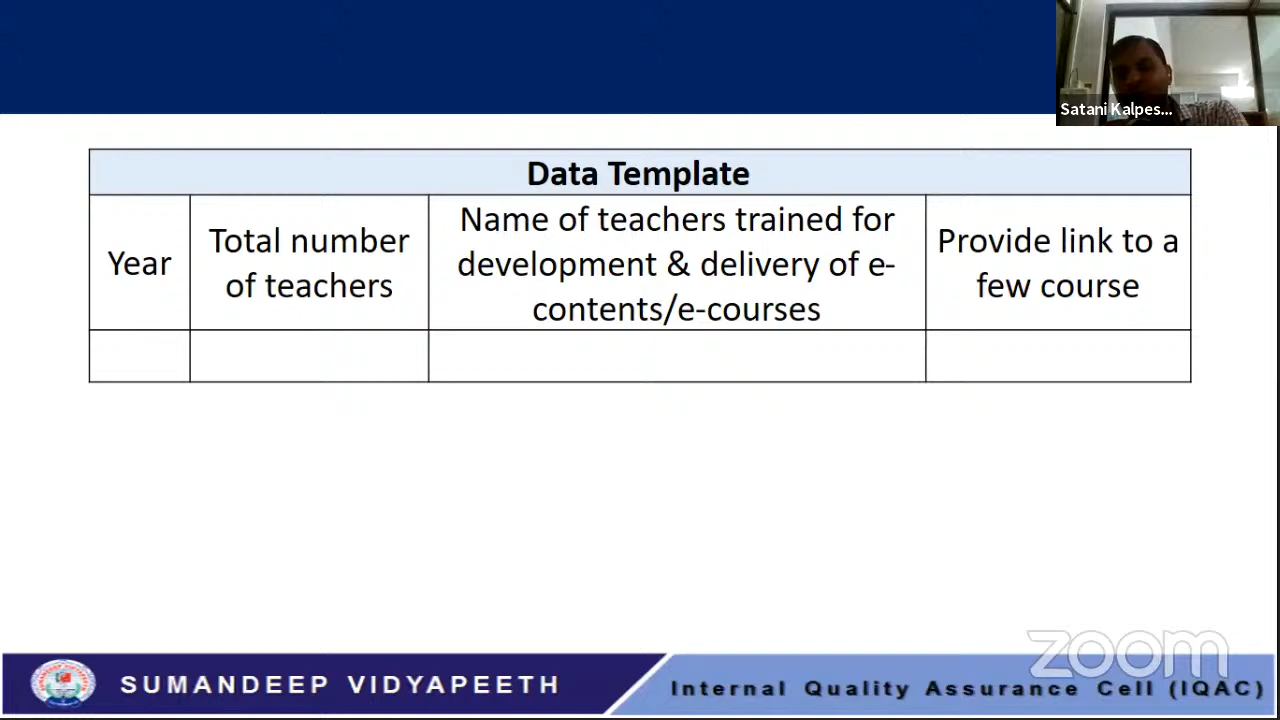 Satani Kalpes...
Data Template
Year
Total number
of teachers
Name of teachers trained for
development & delivery of e-
contents/e-courses
Provide link to a
few course
zoom
SUMANDEEP VIDYAPEETH
Internal Quality Assurance Cell (IQAC)